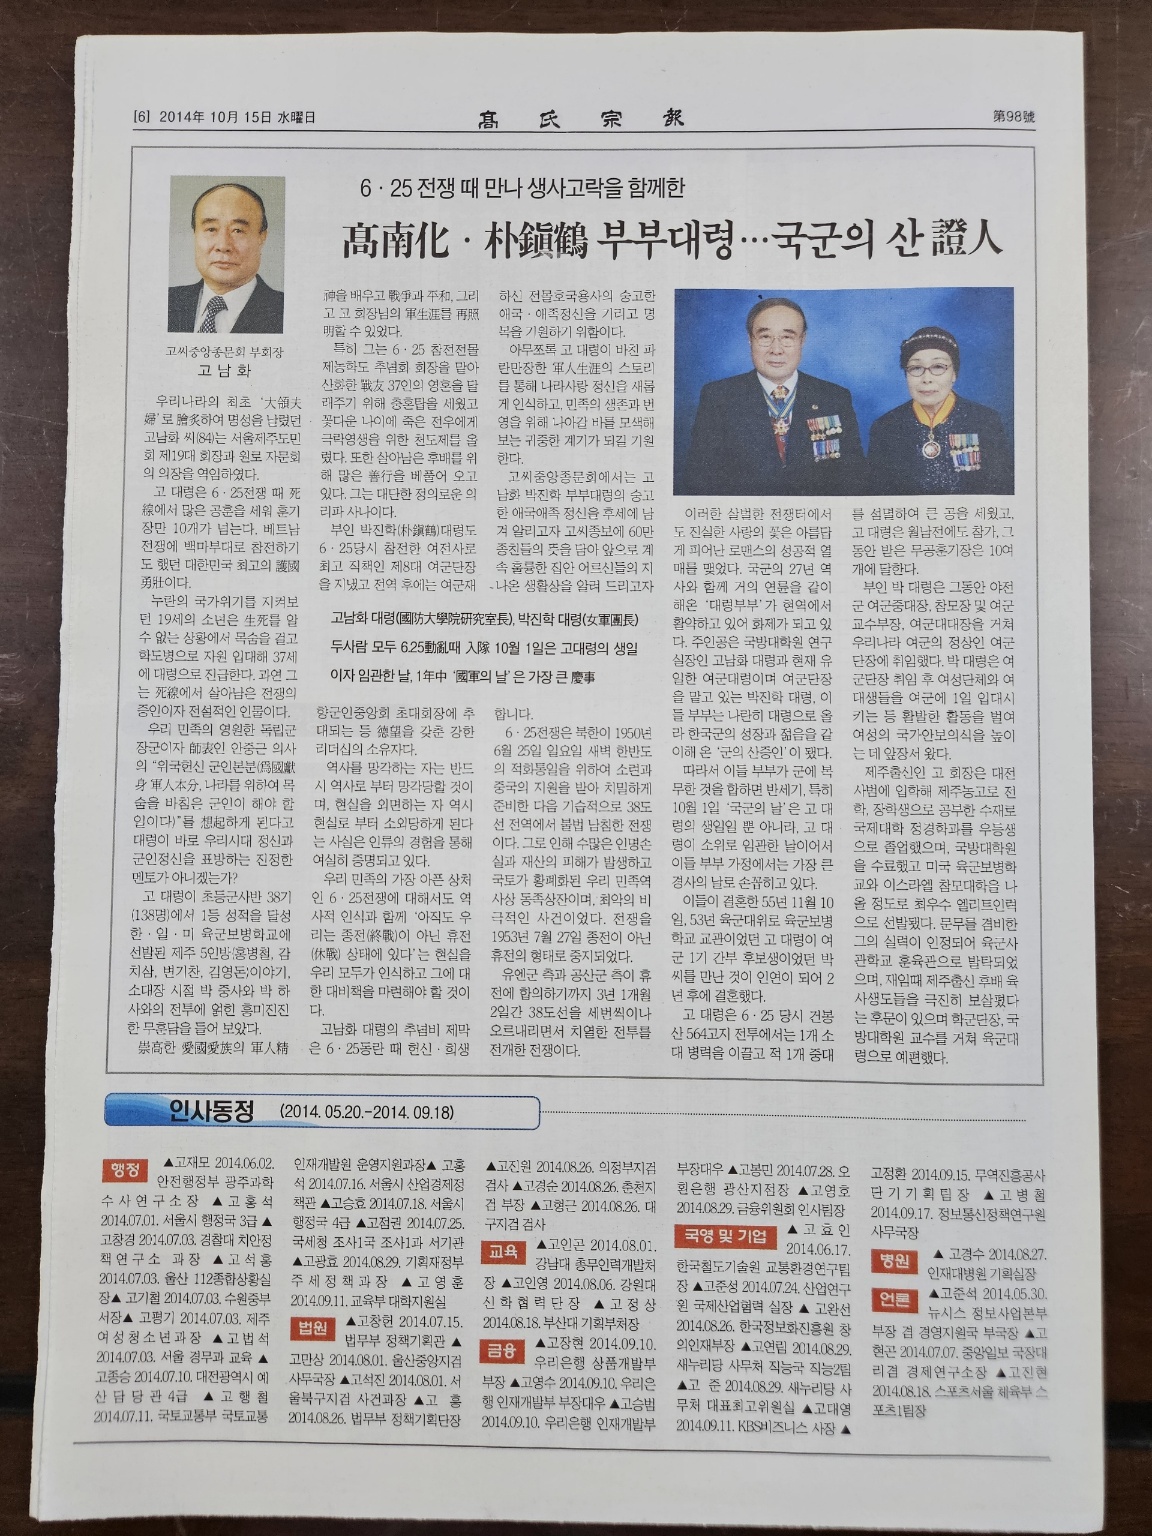 [6] 2014年 10月 15日 水曜日
高氏宗報
第98號
6 · 25 전쟁 때 만나 생사고락을 함께한
高南化 · 朴鎭鶴 부부대령…국군의 산 證人
고씨중앙종문회 부회장
고 남 화
우리나라의 최초 ‘大領夫
婦’로 膾炙하여 명성을 날렸던
고남화 씨(84)는 서울제주도민
회 제19대 회장과 원로 자문회
의 의장을 역임하였다.
고 대령은 6 · 25전쟁 때 死
線에서 많은 공훈을 세워 훈기
장만 10개가 넘는다. 베트남
전쟁에 백마부대로 참전하기
도 했던 대한민국 최고의 護國
勇壯이다.
누란의 국가위기를 지켜보
던 19세의 소년은 生死를 알
수 없는 상황에서 목숨을 걸고
학도병으로 자원 입대해 37세
에 대령으로 진급한다. 과연 그
는 死線에서 살아남은 전쟁의
증인이자 전설적인 인물이다.
우리 민족의 영원한 독립군
장군이자 師表인 안중근 의사
의 “위국헌신 군인본분(爲國獻
身 軍人本分, 나라를 위하여 목
숨을 바침은 군인이 해야 할
일이다)”를 想起하게 된다고
대령이 바로 우리시대 정신과
군인정신을 표방하는 진정한
멘토가 아니겠는가?
고 대령이 초등군사반 38기
(138명)에서 1등 성적을 달성
한 · 일 · 미 육군보병학교에
선발된 제주 5인방(홍병철, 감
치삼, 변기찬, 김영돈)이야기,
소대장 시절 박 중사와 박 하
사와의 전투에 얽힌 흥미진진
한 무훈담을 들어 보았다.
崇高한 愛國愛族의 軍人精
神을 배우고 戰爭과 平和, 그리
고 고 회장님의 軍生涯를 再照
明할 수 있었다.
특히 그는 6 · 25 참전전몰
제농학도 추념회 회장을 맡아
산화한 戰友 37인의 영혼을 달
래주기 위해 충혼탑을 세웠고
꽃다운 나이에 죽은 전우에게
극락영생을 위한 천도제를 올
렸다. 또한 살아남은 후배를 위
해 많은 善行을 베풀어 오고
있다. 그는 대단한 정의로운 의
리파 사나이다.
부인 박진학(朴鎭鶴)대령도
6 · 25당시 참전한 여전사로
최고 직책인 제8대 여군단장
을 지냈고 전역 후에는 여군재
고남화 대령(國防大學院研究室長), 박진학 대령(女軍團長)
두사람 모두 6.25動亂때 入隊 10월 1일은 고대령의 생일
이자 임관한 날, 1年中 ‘國軍의 날’은 가장 큰 慶事
향군인중앙회 초대회장에 추
대되는 등 德望을 갖춘 강한
리더십의 소유자다.
역사를 망각하는 자는 반드
시 역사로 부터 망각당할 것이
며, 현실을 외면하는 자 역시
현실로 부터 소외당하게 된다
는 사실은 인류의 경험을 통해
여실히 증명되고 있다.
우리 민족의 가장 아픈 상처
인 6 · 25전쟁에 대해서도 역
사적 인식과 함께 ‘아직도 우
리는 종전(終戰)이 아닌 휴전
(休戰) 상태에 있다’는 현실을
우리 모두가 인식하고 그에 대
한 대비책을 마련해야 할 것이
다.
고남화 대령의 추념비 제막
은 6 · 25동란 때 헌신 · 희생
하신 전몰호국용사의 숭고한
애국 · 애족정신을 기리고 명
복을 기원하기 위함이다.
아무쪼록 고 대령이 바친 파
란만장한 軍人生涯의 스토리
를 통해 나라사랑 정신을 새롭
게 인식하고, 민족의 생존과 번
영을 위해 나아갈 바를 모색해
보는 귀중한 계기가 되길 기원
한다.
고씨중앙종문회에서는 고
남화 박진학 부부대령의 숭고
한 애국애족 정신을 후세에 남
겨 알리고자 고씨종보에 60만
종친들의 뜻을 담아 앞으로 계
속 훌륭한 집안 어르신들의 지
나온 생활상을 알려 드리고자
합니다.
6 · 25전쟁은 북한이 1950년
6월 25일 일요일 새벽 한반도
의 적화통일을 위하여 소련과
중국의 지원을 받아 치밀하게
준비한 다음 기습적으로 38도
선 전역에서 불법 남침한 전쟁
이다. 그로 인해 수많은 인명손
실과 재산의 피해가 발생하고
국토가 황폐화된 우리 민족역
사상 동족상잔이며, 최악의 비
극적인 사건이었다. 전쟁을
1953년 7월 27일 종전이 아닌
휴전의 형태로 중지되었다.
유엔군 측과 공산군 측이 휴
전에 합의하기까지 3년 1개월
2일간 38도선을 세번씩이나
오르내리면서 치열한 전투를
전개한 전쟁이다.
이러한 살벌한 전쟁터에서
도 진실한 사랑의 꽃은 아름답
게 피어난 로맨스의 성공적 열
매를 맺었다. 국군의 27년 역
사와 함께 거의 연륜을 같이
해온 ‘대령부부’가 현역에서
활약하고 있어 화제가 되고 있
다. 주인공은 국방대학원 연구
실장인 고남화 대령과 현재 유
일한 여군대령이며 여군단장
을 맡고 있는 박진학 대령, 이
들 부부는 나란히 대령으로 올
라 한국군의 성장과 젊음을 같
이해 온 ‘군의 산증인’이 됐다.
따라서 이들 부부가 군에 복
무한 것을 합하면 반세기, 특히
10월 1일 ‘국군의 날’은 고 대
령의 생일일 뿐 아니라, 고 대
령이 소위로 임관한 날이어서
이들 부부 가정에서는 가장 큰
경사의 날로 손꼽히고 있다.
이들이 결혼한 55년 11월 10
일, 53년 육군대위로 육군보병
학교 교관이었던 고 대령이 여
군 1기 간부 후보생이었던 박
씨를 만난 것이 인연이 되어 2
년 후에 결혼했다.
고 대령은 6 · 25 당시 건봉
산 564고지 전투에서는 1개 소
대 병력을 이끌고 적 1개 중대
를 섬멸하여 큰 공을 세웠고,
고 대령은 월남전에도 참가, 그
동안 받은 무공훈기장은 10여
개에 달한다.
부인 박 대령은 그동안 야전
군 여군중대장, 참모장 및 여군
교수부장, 여군대대장을 거쳐
우리나라 여군의 정상인 여군
단장에 취임했다. 박 대령은 여
군단장 취임 후 여성단체와 여
대생들을 여군에 1일 입대시
키는 등 활발한 활동을 벌여
여성의 국가안보의식을 높이
는 데 앞장서 왔다.
제주출신인 고 회장은 대전
사범에 입학해 제주농고로 전
학, 장학생으로 공부한 수재로
국제대학 정경학과를 우등생
으로 졸업했으며, 국방대학원
을 수료했고 미국 육군보병학
교와 이스라엘 참모대학을 나
올 정도로 최우수 엘리트인력
으로 선발됐다. 문무를 겸비한
그의 실력이 인정되어 육군사
관학교 훈육관으로 발탁되었
으며, 재임때 제주출신 후배 육
사생도들을 극진히 보살폈다
는 후문이 있으며 학군단장, 국
방대학원 교수를 거쳐 육군대
령으로 예편했다.
인사동정 (2014. 05.20.-2014. 09.18)
행정 ▲고재모 2014.06.02.
안전행정부 광주과학
수사연구소장 ▲고홍석
2014.07.01. 서울시 행정국 3급 ▲
고창경 2014.07.03. 경찰대 치안정
책연구소 과장 ▲고석홍
2014.07.03. 울산 112종합상황실
장▲ 고기철 2014.07.03. 수원중부
서장▲ 고평기 2014.07.03. 제주
여성청소년과장 ▲고법석
2014.07.03. 서울 경무과 교육 ▲
고종승 2014.07.10. 대전광역시 예
산담당관 4급 ▲고행철
2014.07.11. 국토교통부 국토교통
인재개발원 운영지원과장▲ 고홍
석 2014.07.16. 서울시 산업경제정
책관 ▲고승효 2014.07.18. 서울시
행정국 4급 ▲고점권 2014.07.25.
국세청 조사1국 조사1과 서기관
▲고광효 2014.08.29. 기획재정부
주세정책과장 ▲고영훈
2014.09.11. 교육부 대학지원실
법원 ▲고창헌 2014.07.15.
법무부 정책기획관 ▲
고만상 2014.08.01. 울산중앙지검
사무국장 ▲고석진 2014.08.01. 서
울북구지검 사건과장 ▲고 흥
2014.08.26. 법무부 정책기획단장
▲고진원 2014.08.26. 의정부지검
검사 ▲고경순 2014.08.26. 춘천지
검 부장 ▲고형근 2014.08.26. 대
구지검 검사
교육 ▲고인곤 2014.08.01.
강남대 총무인력개발처
장 ▲고인영 2014.08.06. 강원대
신화협력단장 ▲고정상
2014.08.18. 부산대 기획부처장
금융 ▲고장현 2014.09.10.
우리은행 상품개발부
부장 ▲고영수 2014.09.10. 우리은
행 인재개발부 부장대우 ▲고승범
2014.09.10. 우리은행 인재개발부
부장대우 ▲고봉민 2014.07.28. 오
흰은행 광산지점장 ▲고영호
2014.08.29. 금융위원회 인시팀장
국영 및 기업 ▲고효인
2014.06.17.
한국철도기술원 교통환경연구팀
장 ▲고준성 2014.07.24. 산업연구
원 국제산업협력 실장 ▲고완선
2014.08.26. 한국정보화진흥원 창
의인재부장 ▲고연림 2014.08.29.
새누리당 사무처 직능국 직능2팀
▲고 준 2014.08.29. 새누리당 사
무처 대표최고위원실 ▲고대영
2014.09.11. KBS비즈니스 사장 ▲
고정환 2014.09.15. 무역진흥공사
단기기획팀장 ▲고병철
2014.09.17. 정보통신정책연구원
사무국장
병원 ▲ 고경수 2014.08.27.
인재대병원 기획실장
언론 ▲고준석 2014.05.30.
뉴시스 정보사업본부
부장 겸 경영지원국 부국장 ▲고
현곤 2014.07.07. 중앙일보 국장대
리겸 경제연구소장 ▲고진현
2014.08.18. 스포츠서울 체육부 스
포츠1팀장